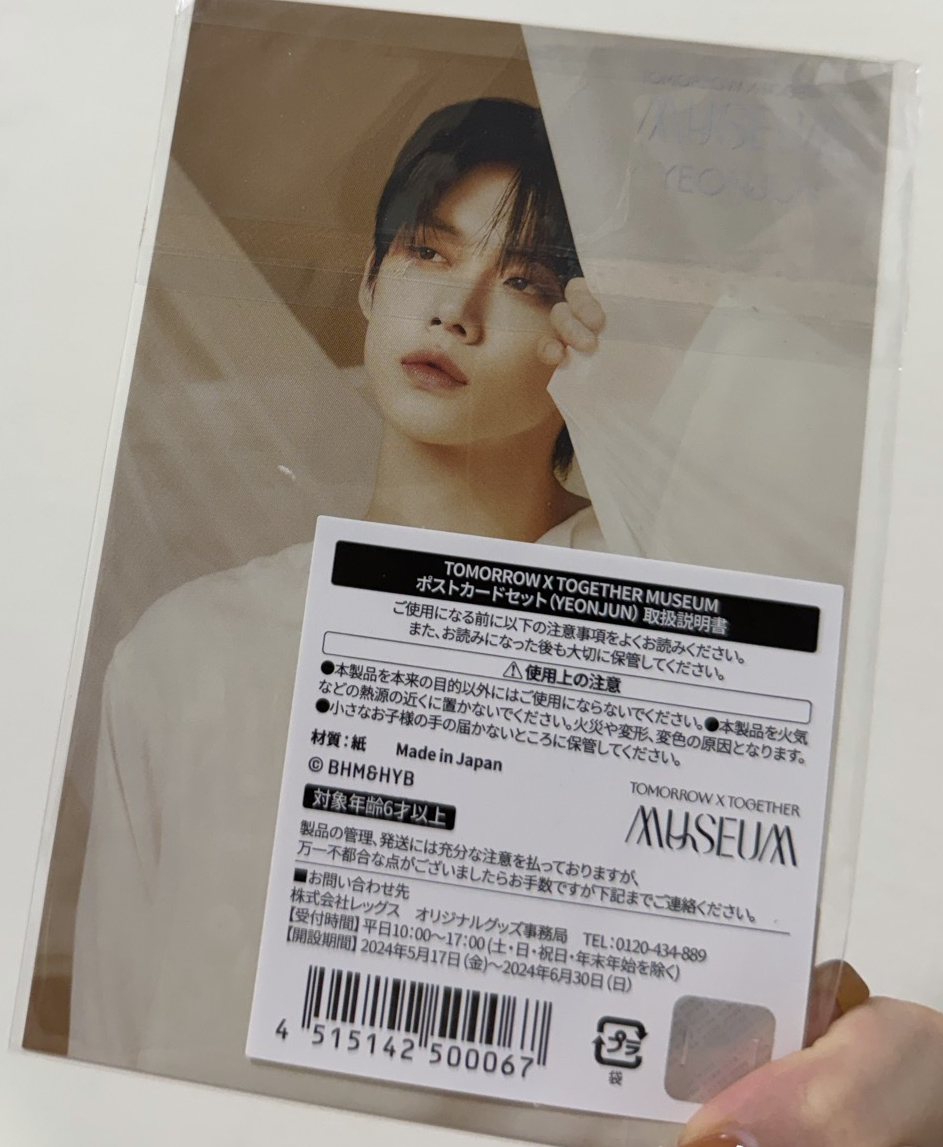 TOMORROW X TOGETHER
MUSEUM
YEONJUN
TOMORROW X TOGETHER MUSEUM
ポストカードセット(YEONJUN) 取扱説明書
ご使用になる前に以下の注意事項をよくお読みください。
また、お読みになった後も大切に保管してください。
⚠使用上の注意
●本製品を本来の目的以外にはご使用にならないでください。●本製品を火気
などの熱源の近くに置かないでください。火災や変形、変色の原因となります。
●小さなお子様の手の届かないところに保管してください。
材質:紙 Made in Japan
© BHM&HYB
TOMORROW X TOGETHER
MUSEUM
対象年齢6才以上
製品の管理、発送には充分な注意を払っておりますが、
万一不都合な点がございましたらお手数ですが下記までご連絡ください。
■お問い合わせ先
株式会社レッグス オリジナルグッズ事務局 TEL:0120-434-889
【受付時間】平日10:00〜17:00(土・日・祝日・年末年始を除く)
【開設期間】2024年5月17日(金)〜2024年6月30日(日)
4 515142 500067
プラ
袋